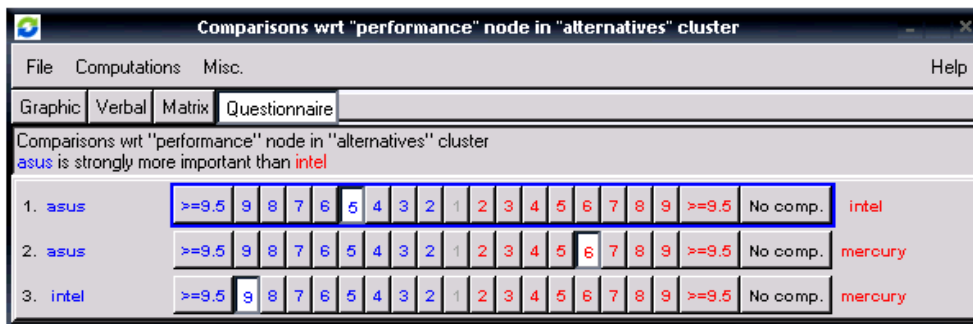 Comparisons wrt "performance" node in "alternatives" cluster
File Computations Misc. Help
Graphic Verbal Matrix Questionnaire
Comparisons wrt "performance" node in "alternatives" cluster
asus is strongly more important than intel
1. asus >=9.5 9 8 7 6 5 4 3 2 1 2 3 4 5 6 7 8 9 >=9.5 No comp. intel
2. asus >=9.5 9 8 7 6 5 4 3 2 1 2 3 4 5 6 7 8 9 >=9.5 No comp. mercury
3. intel >=9.5 9 8 7 6 5 4 3 2 1 2 3 4 5 6 7 8 9 >=9.5 No comp. mercury